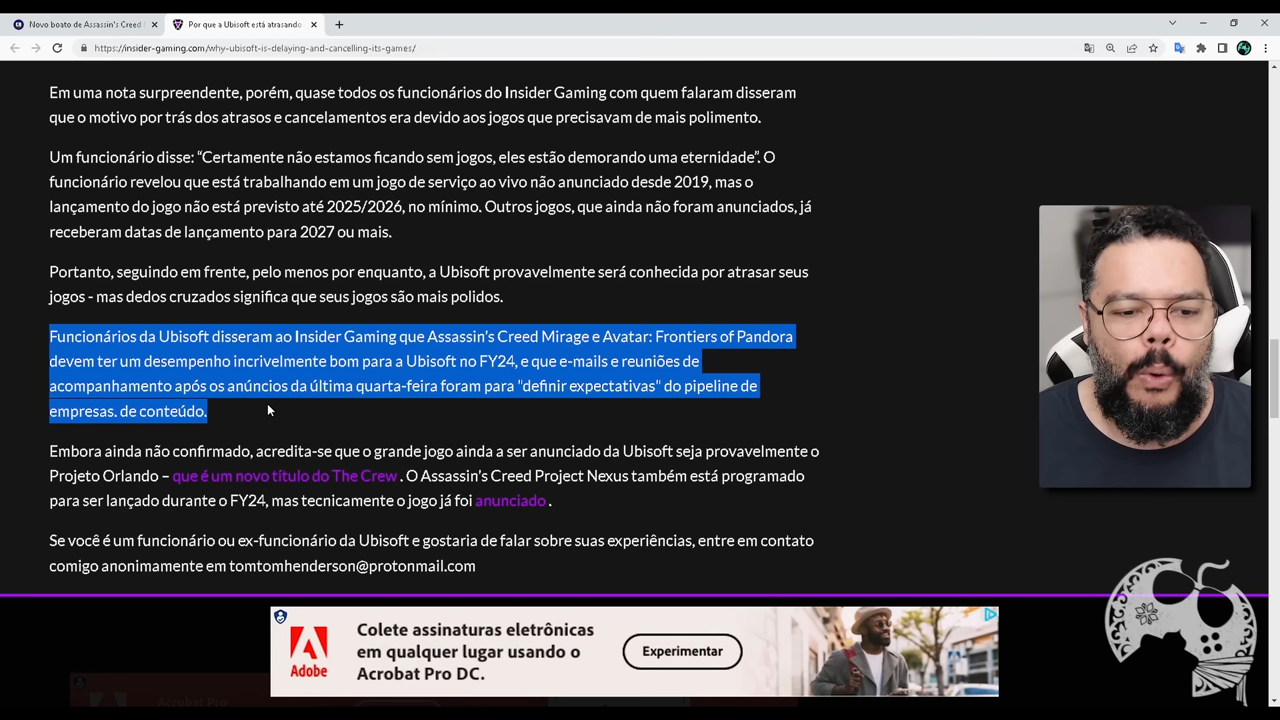 Novo boato de Assassin's Creed
Por que a Ubisoft está atrasando
https://insider-gaming.com/why-ubisoft-is-delaying-and-cancelling-its-games/
Em uma nota surpreendente, porém, quase todos os funcionários do Insider Gaming com quem falaram disseram
que o motivo por trás dos atrasos e cancelamentos era devido aos jogos que precisavam de mais polimento.
Um funcionário disse: “Certamente não estamos ficando sem jogos, eles estão demorando uma eternidade”. O
funcionário revelou que está trabalhando em um jogo de serviço ao vivo não anunciado desde 2019, mas o
lançamento do jogo não está previsto até 2025/2026, no mínimo. Outros jogos, que ainda não foram anunciados, já
receberam datas de lançamento para 2027 ou mais.
Portanto, seguindo em frente, pelo menos por enquanto, a Ubisoft provavelmente será conhecida por atrasar seus
jogos - mas dedos cruzados significa que seus jogos são mais polidos.
Funcionários da Ubisoft disseram ao Insider Gaming que Assassin’s Creed Mirage e Avatar: Frontiers of Pandora
devem ter um desempenho incrivelmente bom para a Ubisoft no FY24, e que e-mails e reuniões de
acompanhamento após os anúncios da última quarta-feira foram para "definir expectativas" do pipeline de
empresas. de conteúdo.
Embora ainda não confirmado, acredita-se que o grande jogo ainda a ser anunciado da Ubisoft seja provavelmente o
Projeto Orlando – que é um novo título do The Crew . O Assassin’s Creed Project Nexus também está programado
para ser lançado durante o FY24, mas tecnicamente o jogo já foi anunciado .
Se você é um funcionário ou ex-funcionário da Ubisoft e gostaria de falar sobre suas experiências, entre em contato
comigo anonimamente em tomtomhenderson@protonmail.com
Adobe
Colete assinaturas eletrônicas
em qualquer lugar usando o
Acrobat Pro DC.
Experimentar
Acrobat Pro